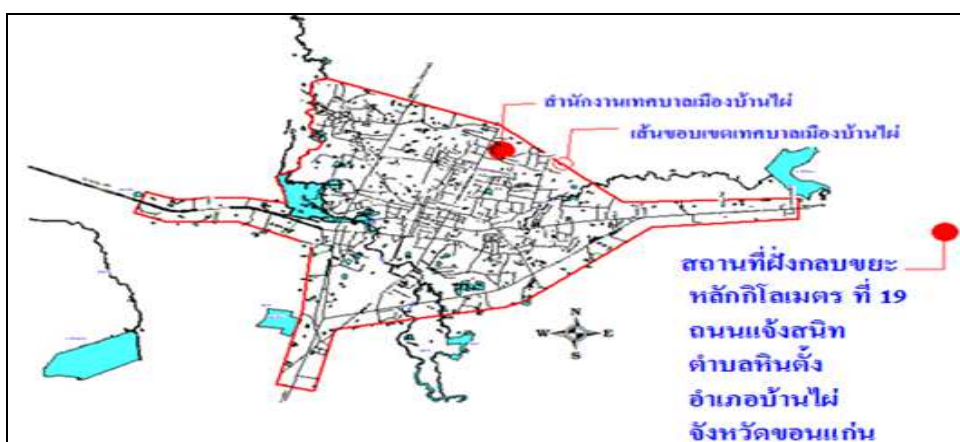 สำนักงานเทศบาลเมืองบ้านไผ่
เส้นขอบเขตเทศบาลเมืองบ้านไผ่
สถานที่ฝังกลบขยะ
หลักกิโลเมตร ที่ 19
ถนนแจ้งสนิท
ตำบลหินตั้ง
อำเภอบ้านไผ่
จังหวัดขอนแก่น
N
W
E
S